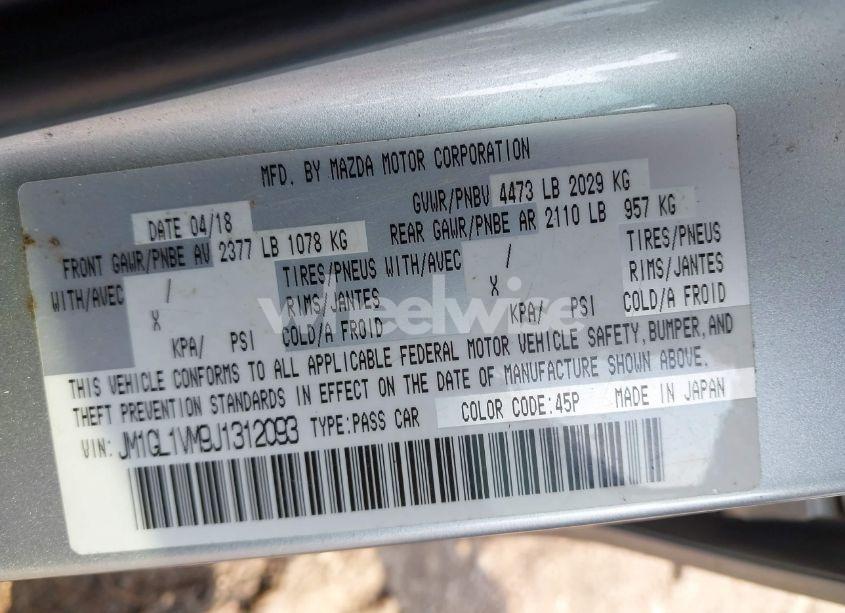 MFD. BY MAZDA MOTOR CORPORATION
DATE 04/18 GVWR/PNBV 4473 LB 2029 KG
FRONT GAWR/PNBE AV 2377 LB 1078 KG REAR GAWR/PNBE AR 2110 LB 957 KG
WITH/AVEC / TIRES/PNEUS WITH/AVEC / TIRES/PNEUS
X RIMS/JANTES X RIMS/JANTES
KPA/ PSI COLD/A FROID KPA/ PSI COLD/A FROID
wheelwise
THIS VEHICLE CONFORMS TO ALL APPLICABLE FEDERAL MOTOR VEHICLE SAFETY, BUMPER, AND
THEFT PREVENTION STANDARDS IN EFFECT ON THE DATE OF MANUFACTURE SHOWN ABOVE.
VIN: JM1GL1VM9J1312093 TYPE:PASS CAR COLOR CODE:45P MADE IN JAPAN